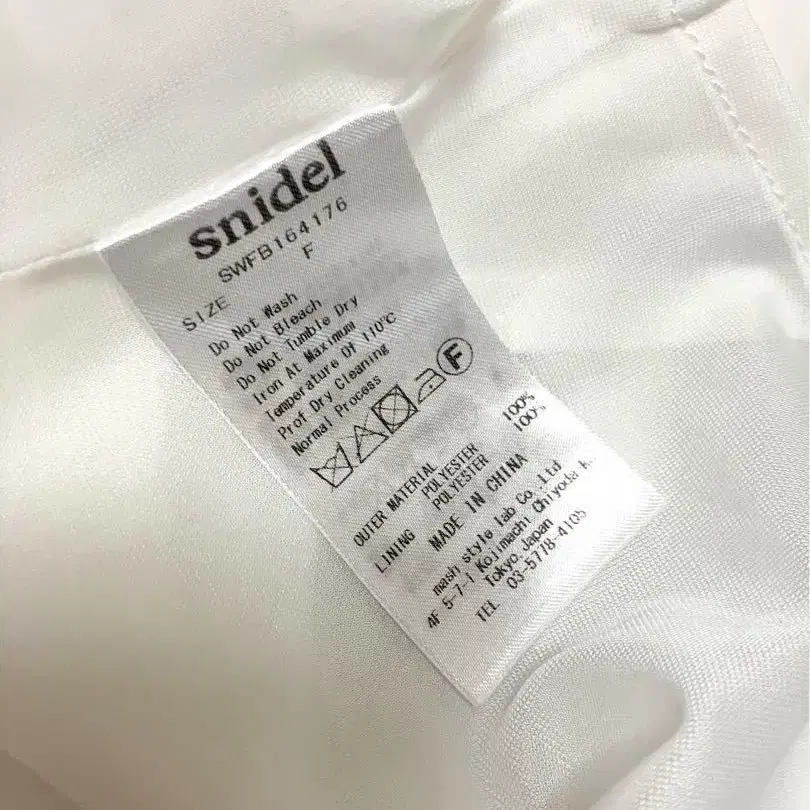 snidel
SWFB164176
SIZE F
Do Not Wash
Do Not Bleach
Do Not Tumble Dry
Iron At Maximum
Temperature Of 110°C
Prof Dry Cleaning
Normal Process
F
OUTER MATERIAL POLYESTER 100%
LINING POLYESTER 100%
MADE IN CHINA
mash style lab Co.,Ltd
4F 5-7-1 Kojimachi Chiyoda K
Tokyo,Japan
TEL 03-5778-4105